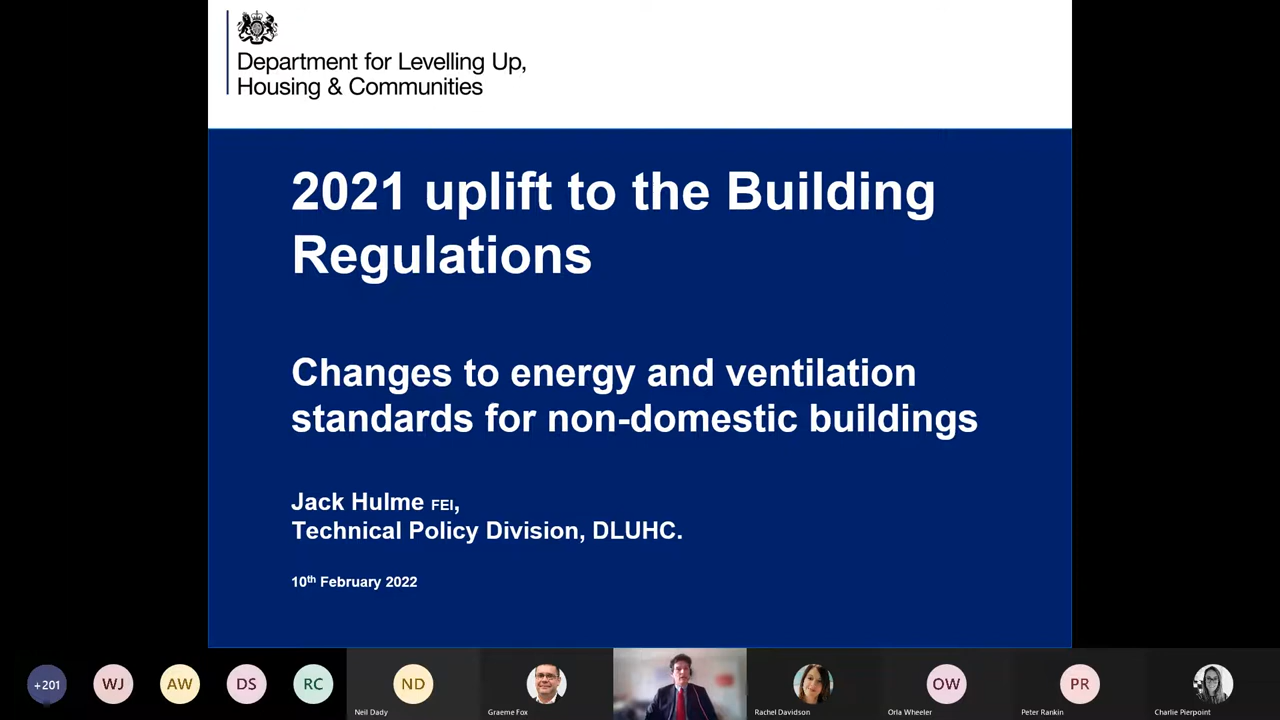 Department for Levelling Up,
Housing & Communities
2021 uplift to the Building
Regulations
Changes to energy and ventilation
standards for non-domestic buildings
Jack Hulme FEI,
Technical Policy Division, DLUHC.
10th February 2022
+201
WJ
AW
DS
RC
ND
OW
PR
Neil Dady
Graeme Fox
Rachel Davidson
Orla Wheeler
Peter Rankin
Charlie Pierpoint